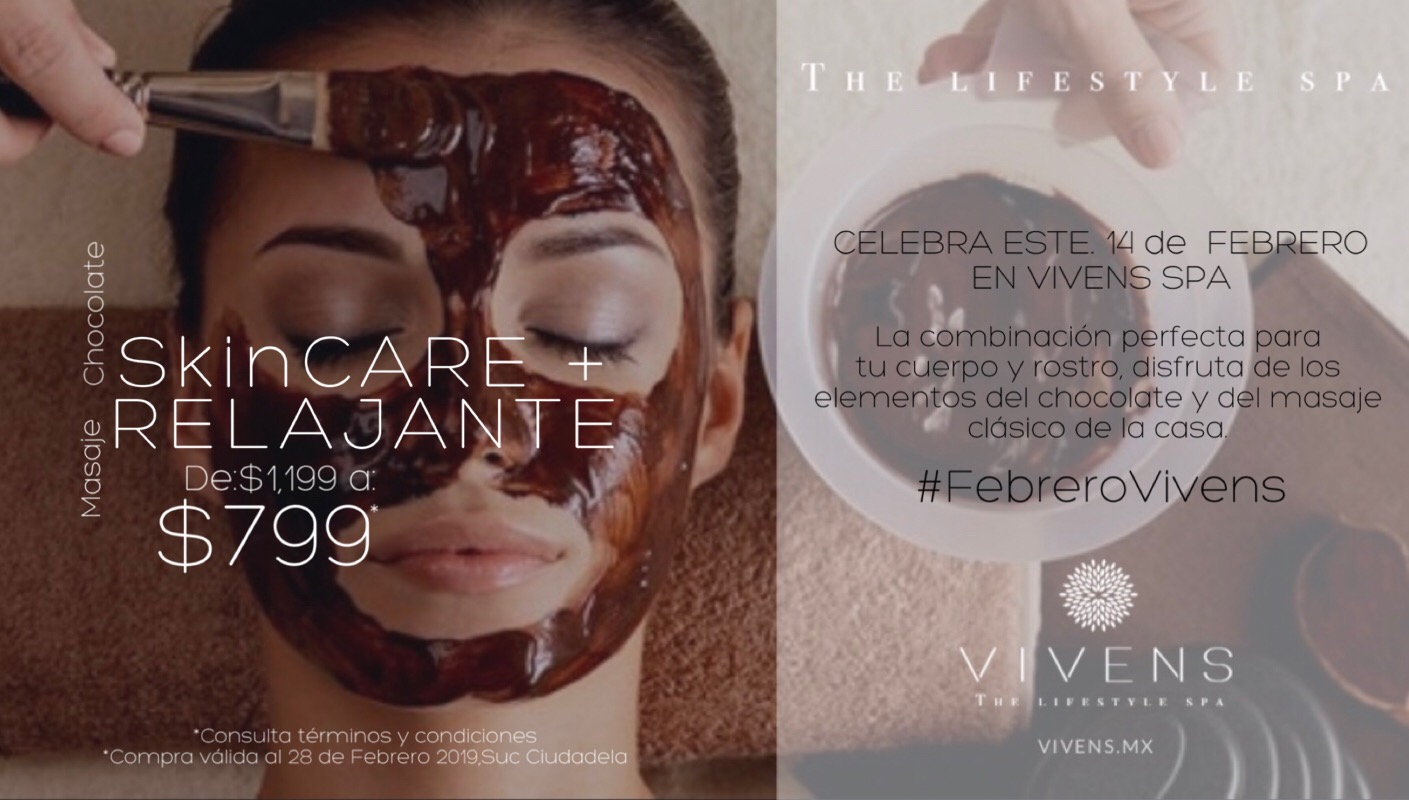 Masaje Chocolate
SkinCARE +
RELAJANTE
De:$1,199 a:
$799*
*Consulta términos y condiciones
*Compra válida al 28 de Febrero 2019,Suc Ciudadela
THE LIFESTYLE SPA
CELEBRA ESTE. 14 de FEBRERO
EN VIVENS SPA
La combinación perfecta para
tu cuerpo y rostro, disfruta de los
elementos del chocolate y del masaje
clásico de la casa.
#FebreroVivens
VIVENS
THE LIFESTYLE SPA
VIVENS.MX